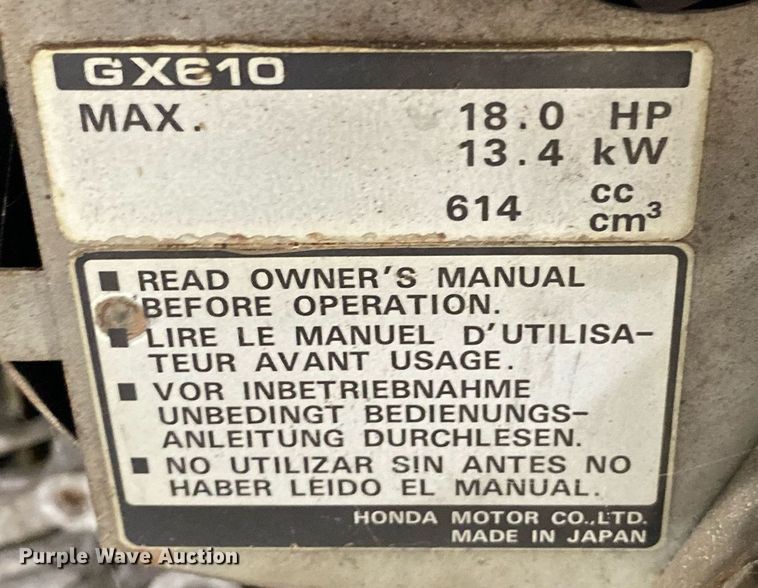 GX610
MAX. 18.0 HP
13.4 kW
614 cc
cm³
■ READ OWNER'S MANUAL
BEFORE OPERATION.
■ LIRE LE MANUEL D'UTILISA-
TEUR AVANT USAGE.
■ VOR INBETRIEBNAHME
UNBEDINGT BEDIENUNGS-
ANLEITUNG DURCHLESEN.
■ NO UTILIZAR SIN ANTES NO
HABER LEIDO EL MANUAL.
HONDA MOTOR CO.,LTD.
MADE IN JAPAN
Purple Wave Auction